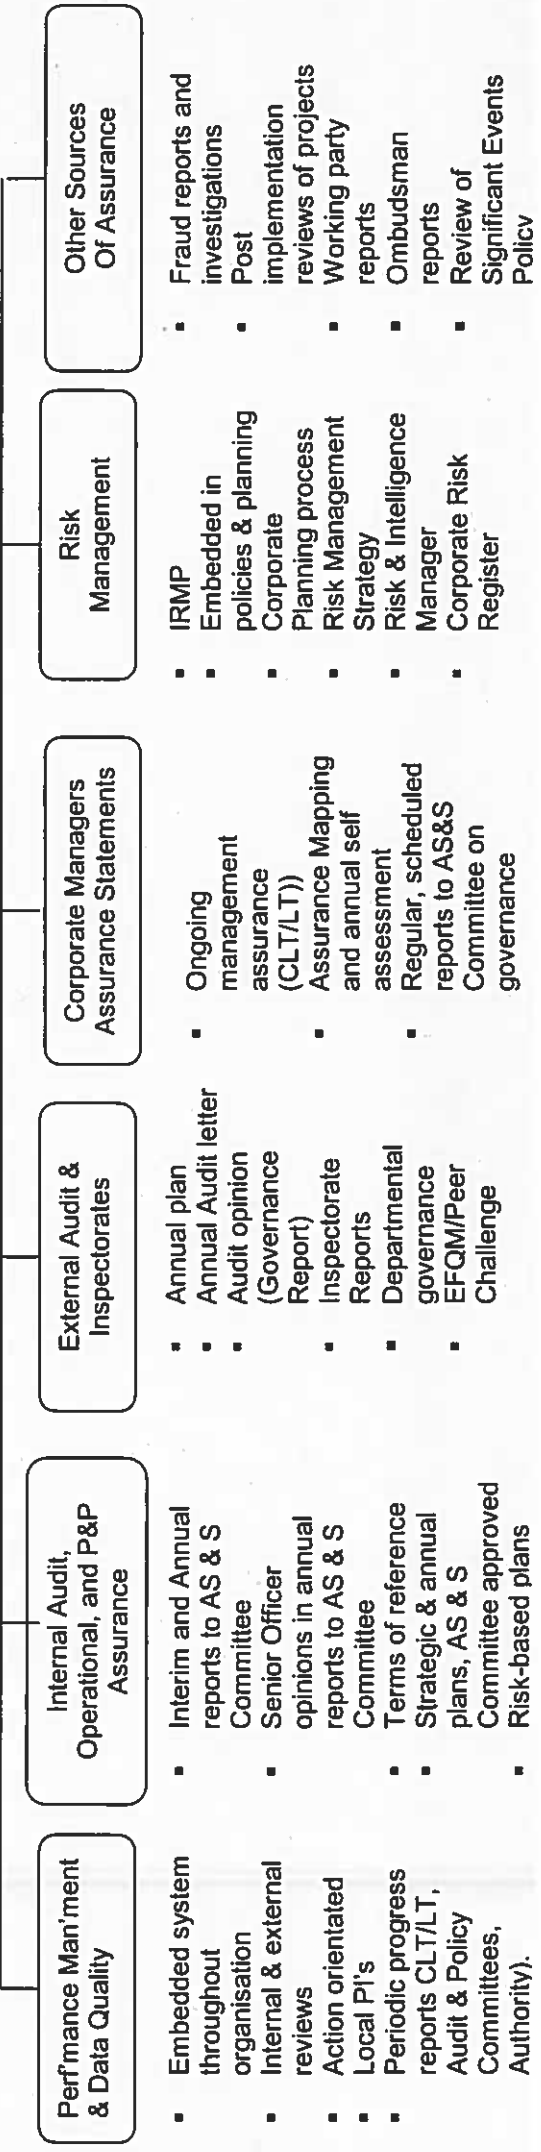 Perf'mance Man'ment
& Data Quality
▪ Embedded system
throughout
organisation
▪ Internal & external
reviews
▪ Action orientated
▪ Local PI's
▪ Periodic progress
reports CLT/LT,
Audit & Policy
Committees,
Authority).
Internal Audit,
Operational, and P&P
Assurance
▪ Interim and Annual
reports to AS & S
Committee
▪ Senior Officer
opinions in annual
reports to AS & S
Committee
▪ Terms of reference
▪ Strategic & annual
plans, AS & S
Committee approved
▪ Risk-based plans
External Audit &
Inspectorates
▪ Annual plan
▪ Annual Audit letter
▪ Audit opinion
(Governance
Report)
▪ Inspectorate
Reports
▪ Departmental
governance
▪ EFQM/Peer
Challenge
Corporate Managers
Assurance Statements
▪ Ongoing
management
assurance
(CLT/LT))
▪ Assurance Mapping
and annual self
assessment
▪ Regular, scheduled
reports to AS&S
Committee on
governance
Risk
Management
▪ IRMP
▪ Embedded in
policies & planning
▪ Corporate
Planning process
▪ Risk Management
Strategy
▪ Risk & Intelligence
Manager
▪ Corporate Risk
Register
Other Sources
Of Assurance
▪ Fraud reports and
investigations
▪ Post
implementation
reviews of projects
▪ Working party
reports
▪ Ombudsman
reports
▪ Review of
Significant Events
Policy